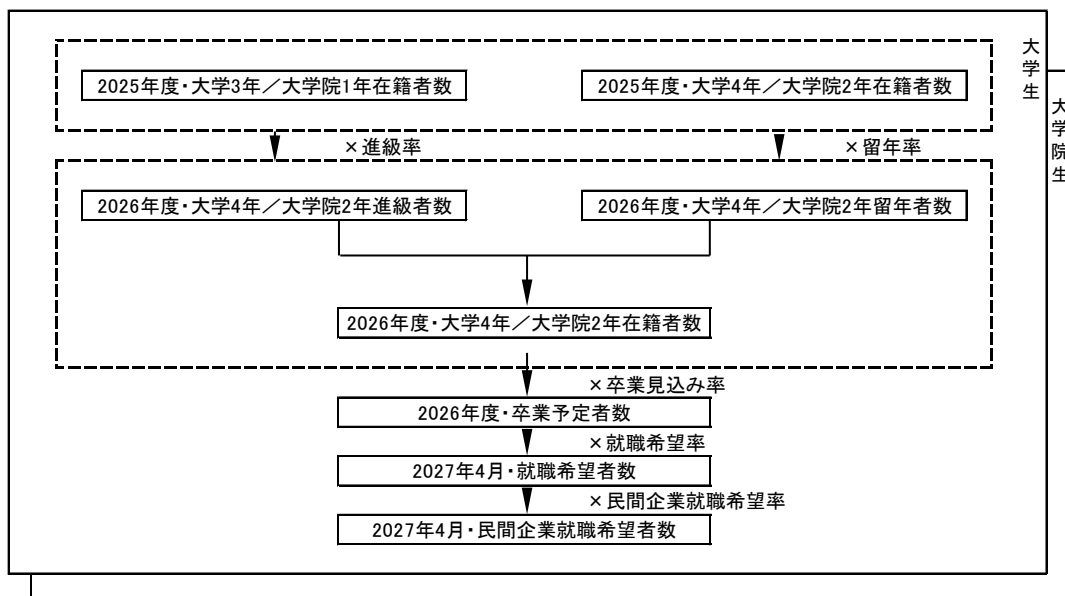 大学生
大学院生
2025年度・大学3年／大学院1年在籍者数
2025年度・大学4年／大学院2年在籍者数
×進級率
×留年率
2026年度・大学4年／大学院2年進級者数
2026年度・大学4年／大学院2年留年者数
2026年度・大学4年／大学院2年在籍者数
×卒業見込み率
2026年度・卒業予定者数
×就職希望率
2027年4月・就職希望者数
×民間企業就職希望率
2027年4月・民間企業就職希望者数